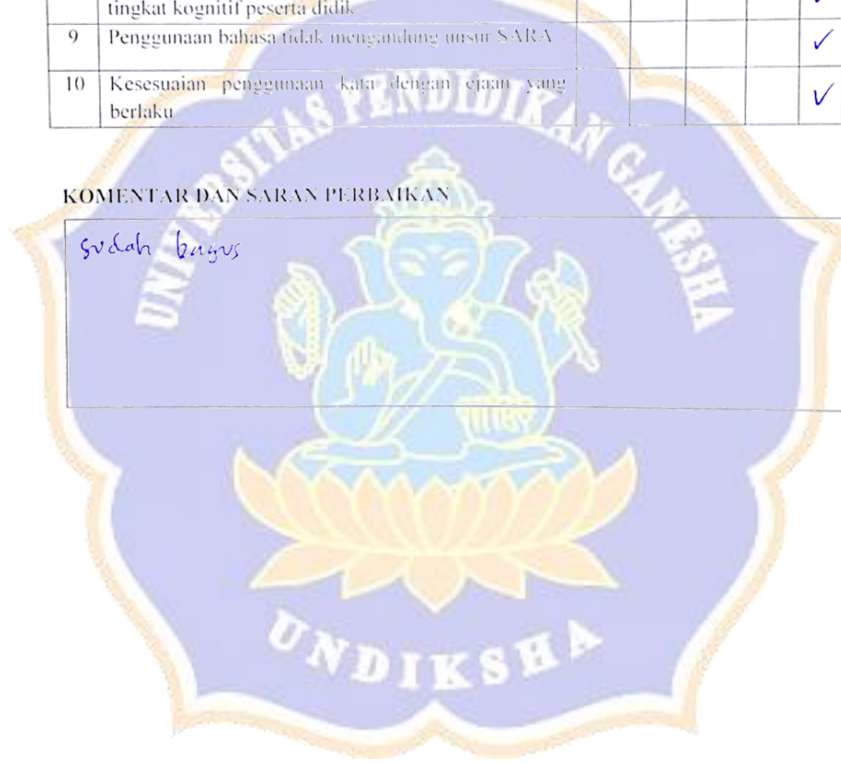 tingkat kognitif peserta didik ✓
9 Penggunaan bahasa tidak mengandung unsur SARA ✓
10 Kesesuaian penggunaan kata dengan ejaan yang
berlaku ✓
KOMENTAR DAN SARAN PERBAIKAN
sudah bagus
UNIVERSITAS PENDIDIKAN GANESHA
UNDIKSHA